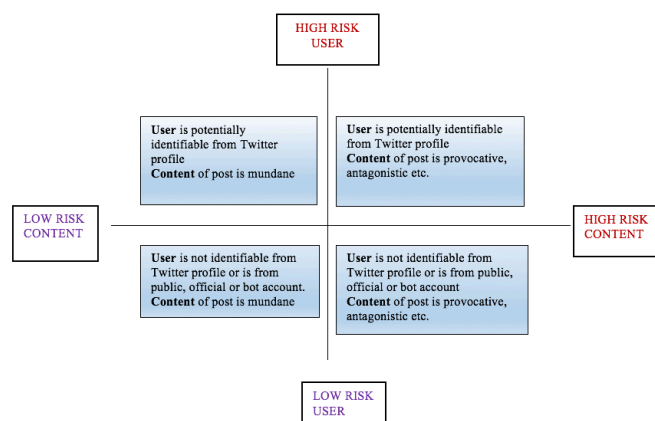 HIGH RISK
USER
User is potentially
identifiable from Twitter
profile
Content of post is mundane
User is potentially identifiable
from Twitter profile
Content of post is provocative,
antagonistic etc.
LOW RISK
CONTENT
HIGH RISK
CONTENT
User is not identifiable from
Twitter profile or is from
public, official or bot account.
Content of post is mundane
User is not identifiable from
Twitter profile or is from public,
official or bot account
Content of post is provocative,
antagonistic etc.
LOW RISK
USER